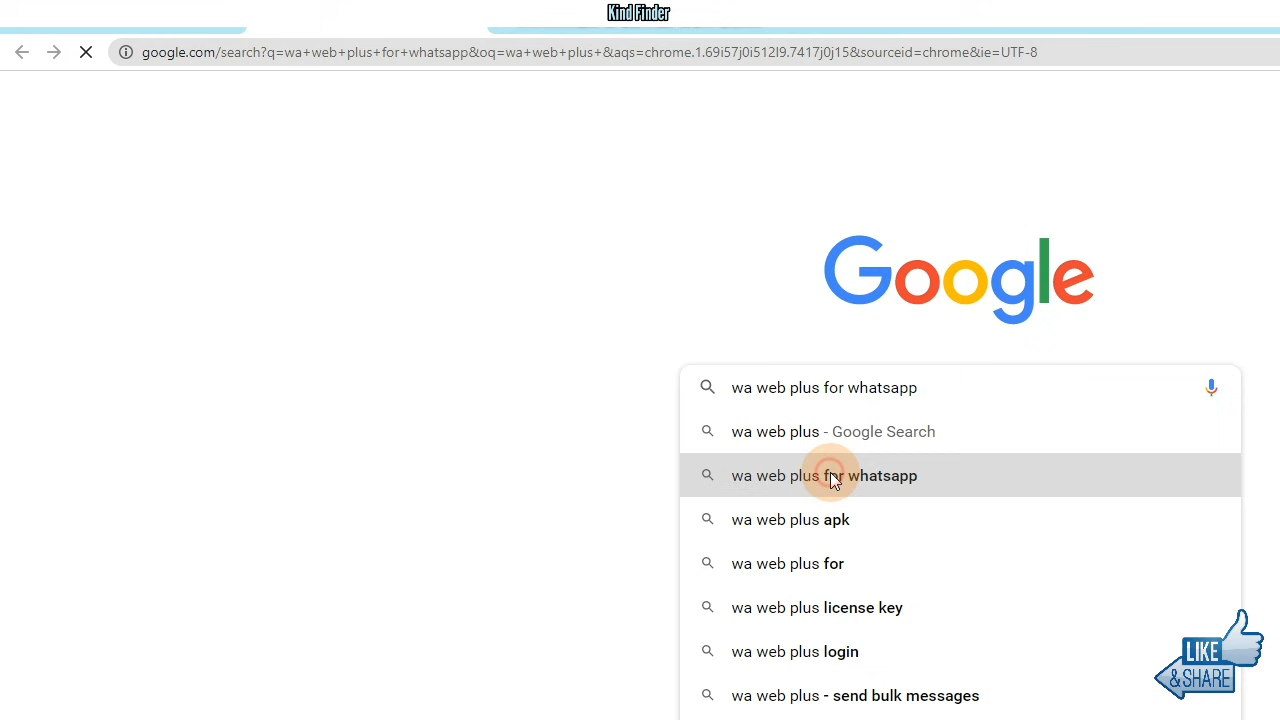 Kind Finder
google.com/search?q=wa+web+plus+for+whatsapp&oq=wa+web+plus+&aqs=chrome.1.69i57j0i512l9.7417j0j15&sourceid=chrome&ie=UTF-8
Google
wa web plus for whatsapp
wa web plus - Google Search
wa web plus for whatsapp
wa web plus apk
wa web plus for
wa web plus license key
wa web plus login
wa web plus - send bulk messages
LIKE
& SHARE